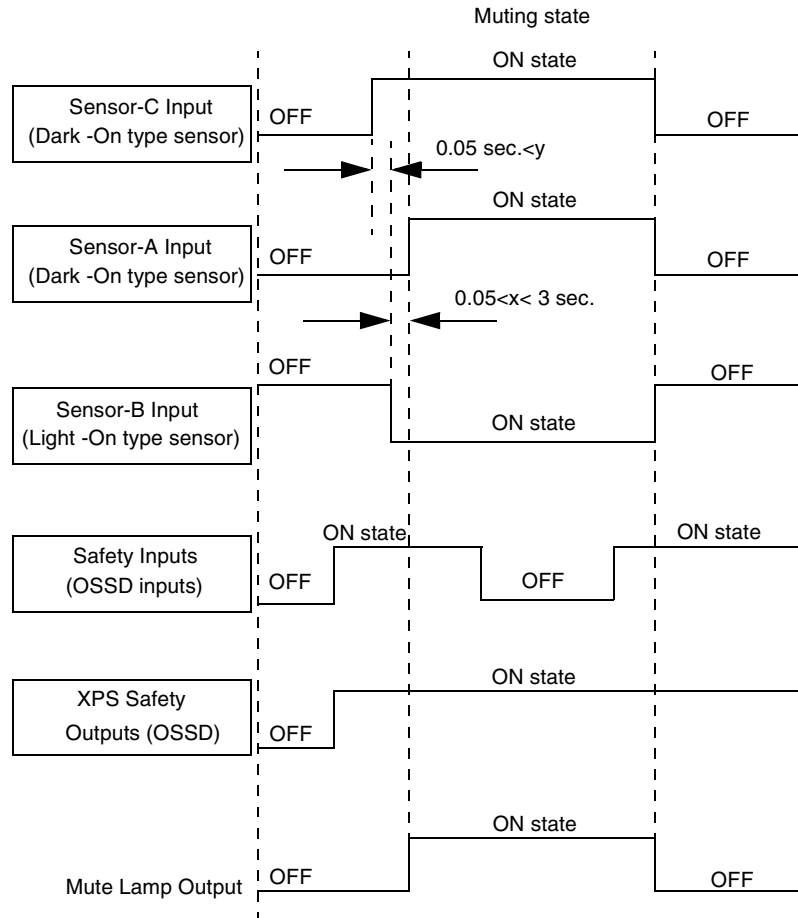 Muting state
ON state
Sensor-C Input
(Dark -On type sensor)
OFF
OFF
0.05 sec.<y
ON state
Sensor-A Input
(Dark -On type sensor)
OFF
OFF
0.05<x< 3 sec.
OFF
OFF
Sensor-B Input
(Light -On type sensor)
ON state
ON state
ON state
Safety Inputs
(OSSD inputs)
OFF
OFF
ON state
XPS Safety
Outputs (OSSD)
OFF
ON state
Mute Lamp Output
OFF
OFF